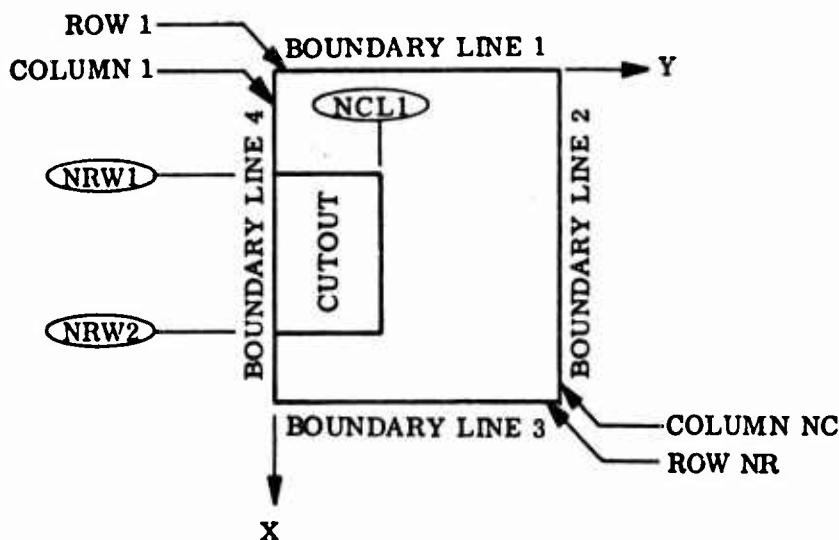 ROW 1
BOUNDARY LINE 1
COLUMN 1
Y
NCL1
BOUNDARY LINE 4
BOUNDARY LINE 2
NRW1
CUTOUT
NRW2
BOUNDARY LINE 3
COLUMN NC
ROW NR
X